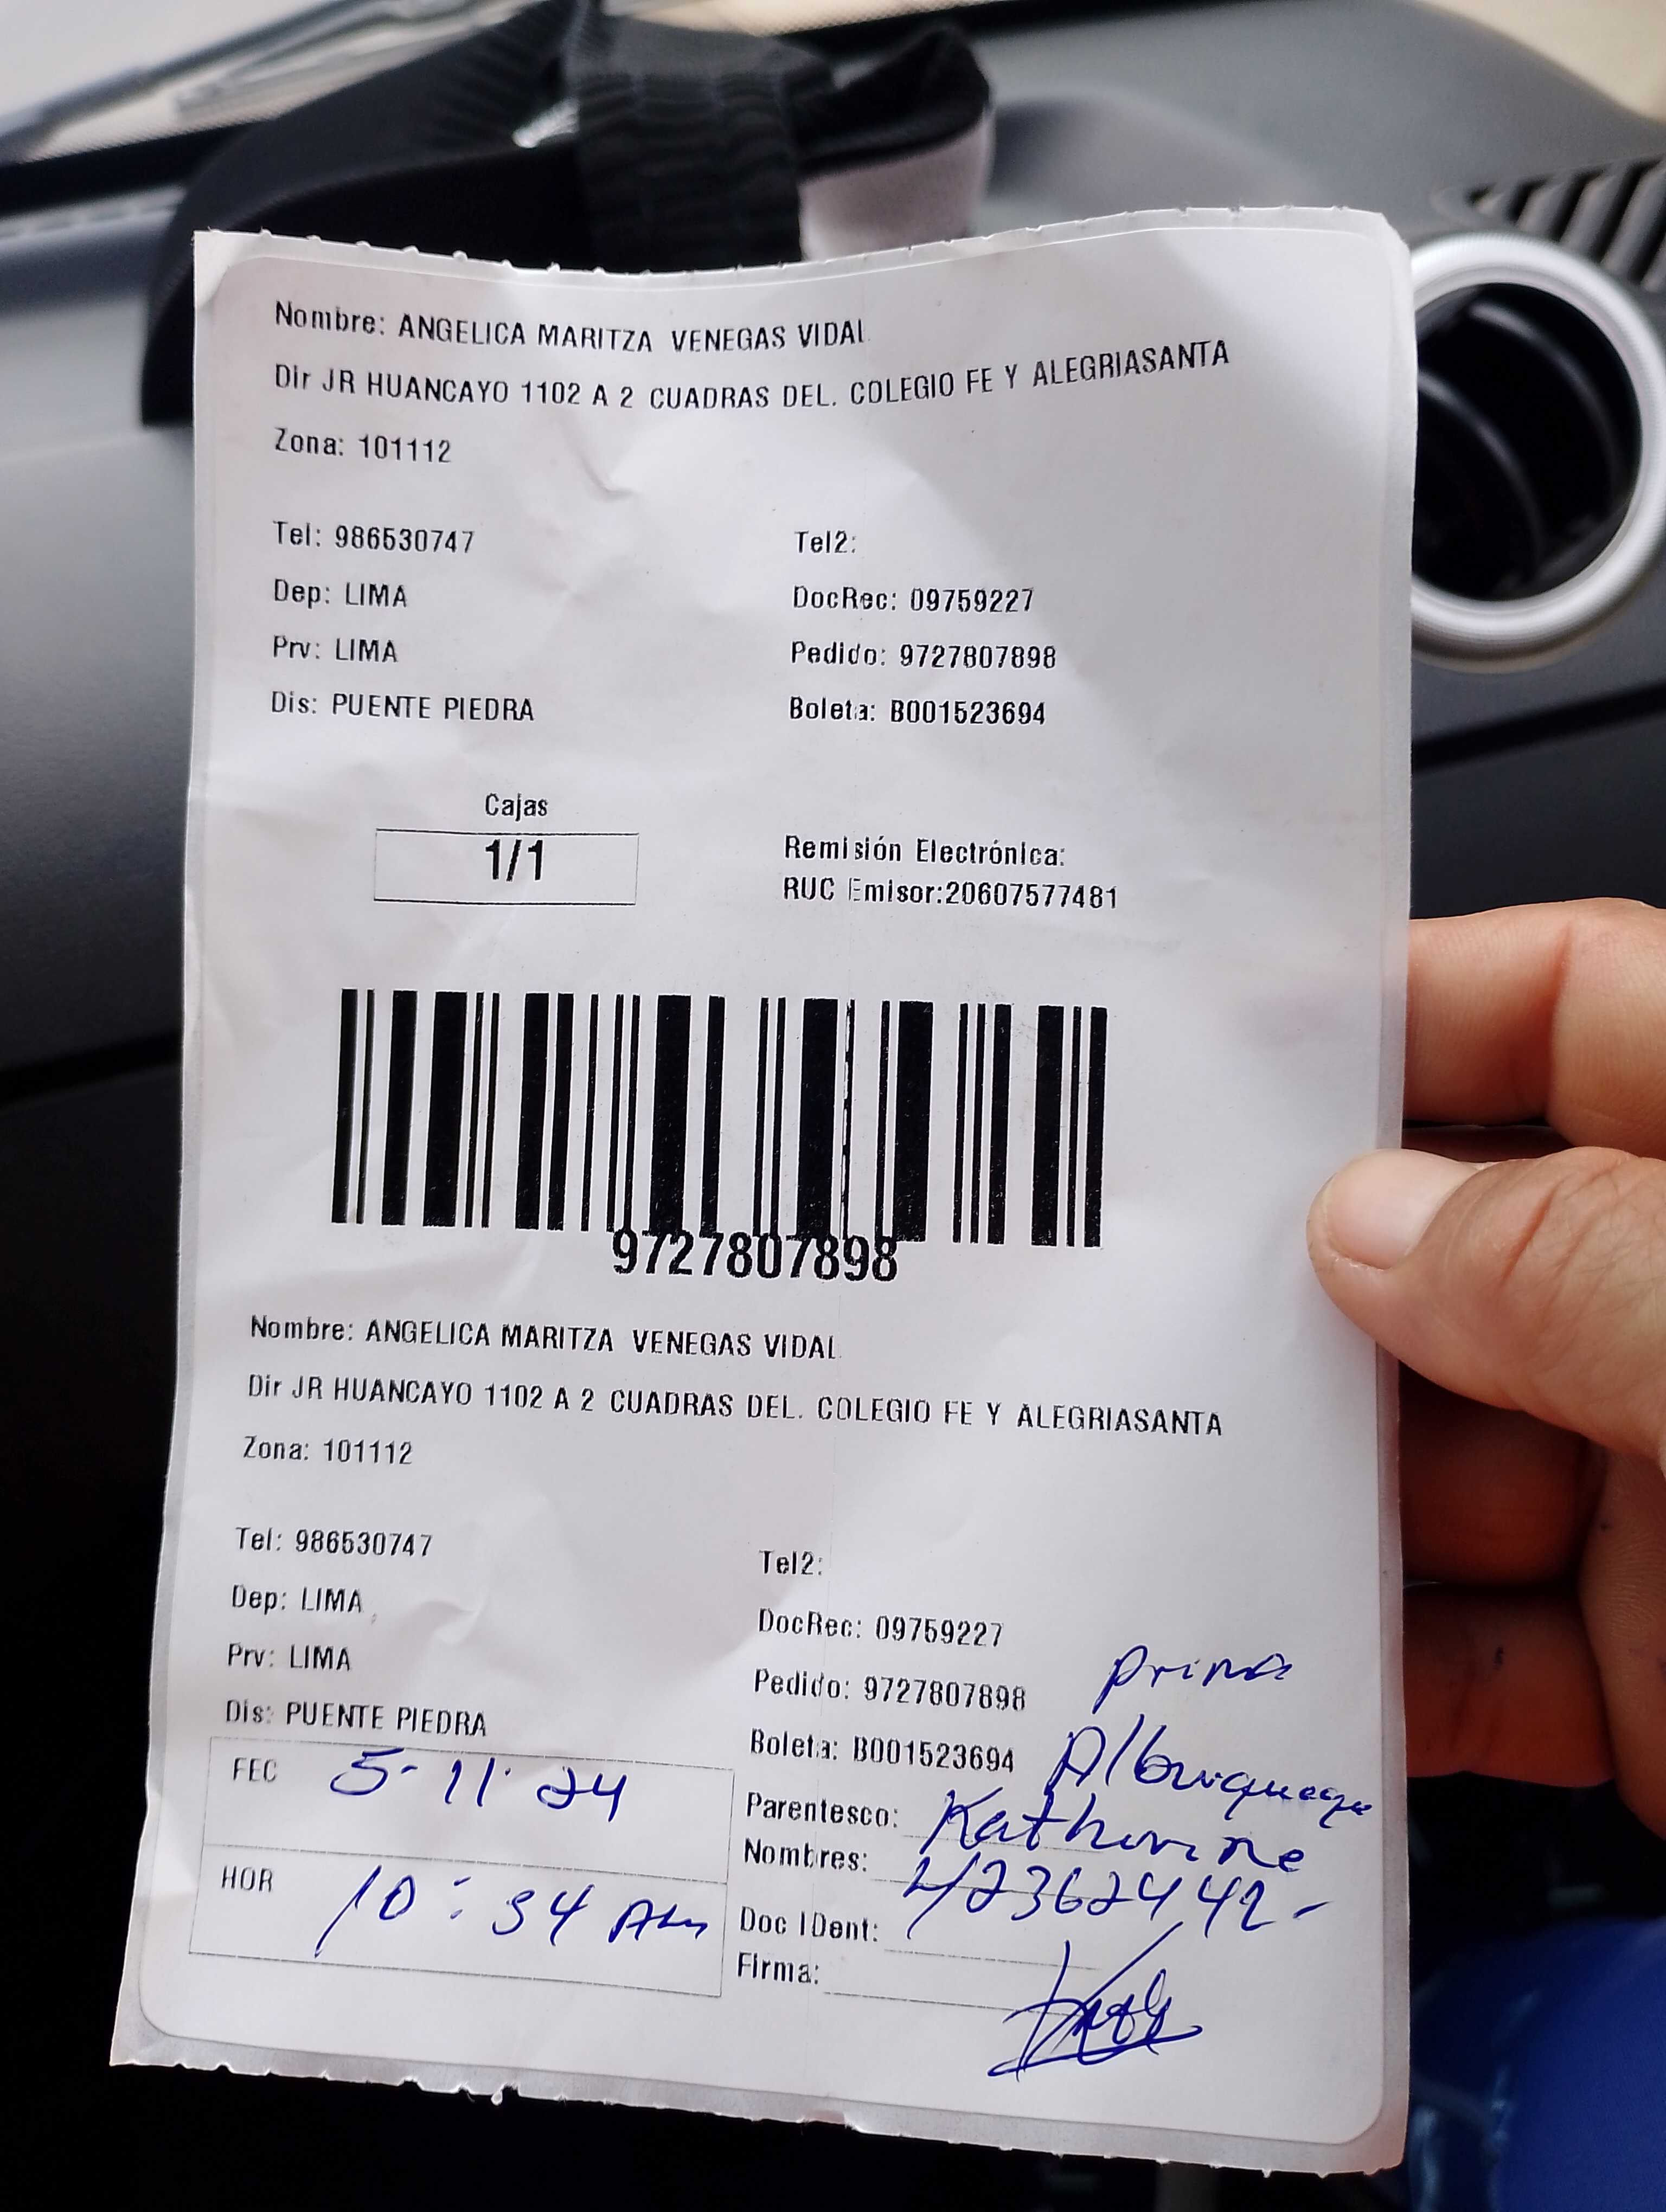 Nombre: ANGELICA MARITZA VENEGAS VIDAL
Dir JR HUANCAYO 1102 A 2 CUADRAS DEL. COLEGIO FE Y ALEGRIASANTA
Zona: 101112
Tel: 986530747 Tel2:
Dep: LIMA DocRec: 09759227
Prv: LIMA Pedido: 9727807898
Dis: PUENTE PIEDRA Boleta: B001523694
Cajas
1/1
Remisión Electrónica:
RUC Emisor:20607577481
9727807898
Nombre: ANGELICA MARITZA VENEGAS VIDAL
Dir JR HUANCAYO 1102 A 2 CUADRAS DEL. COLEGIO FE Y ALEGRIASANTA
Zona: 101112
Tel: 986530747 Tel2:
Dep: LIMA DocRec: 09759227
Prv: LIMA Pedido: 9727807898 prima
Dis: PUENTE PIEDRA Boleta: B001523694
FEC 5-11-24
Parentesco: Katherine
Nombres: 42362442-
HOR 10:34 Am
Doc IDent:
Firma: